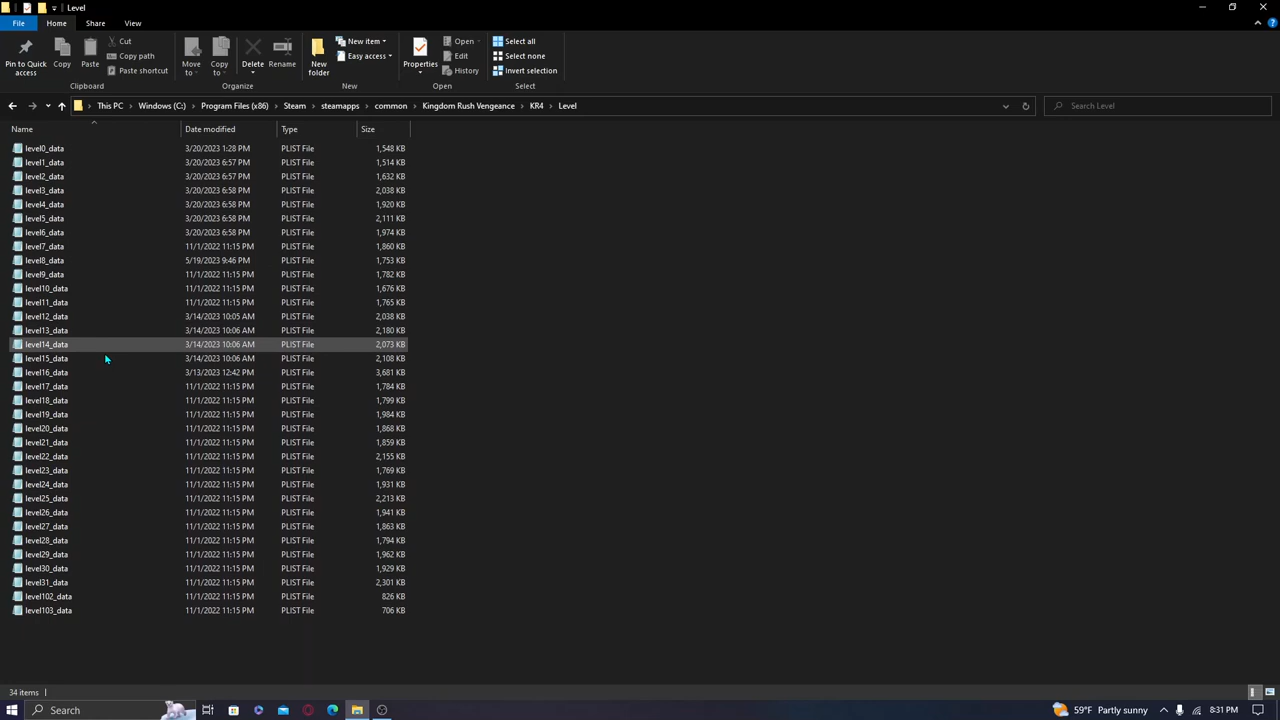 Level
File Home Share View
Pin to Quick access
Copy
Paste
Cut
Copy path
Paste shortcut
Clipboard
Move to
Copy to
Delete
Rename
Organize
New folder
New item
Easy access
New
Properties
Open
Edit
History
Open
Select all
Select none
Invert selection
Select
This PC Windows (C:) Program Files (x86) Steam steamapps common Kingdom Rush Vengeance KR4 Level
Search Level
Name Date modified Type Size
level0_data 3/20/2023 1:28 PM PLIST File 1,548 KB
level1_data 3/20/2023 6:57 PM PLIST File 1,514 KB
level2_data 3/20/2023 6:57 PM PLIST File 1,632 KB
level3_data 3/20/2023 6:58 PM PLIST File 2,038 KB
level4_data 3/20/2023 6:58 PM PLIST File 1,920 KB
level5_data 3/20/2023 6:58 PM PLIST File 2,111 KB
level6_data 3/20/2023 6:58 PM PLIST File 1,974 KB
level7_data 11/1/2022 11:15 PM PLIST File 1,860 KB
level8_data 5/19/2023 9:46 PM PLIST File 1,753 KB
level9_data 11/1/2022 11:15 PM PLIST File 1,782 KB
level10_data 11/1/2022 11:15 PM PLIST File 1,676 KB
level11_data 11/1/2022 11:15 PM PLIST File 1,765 KB
level12_data 3/14/2023 10:05 AM PLIST File 2,038 KB
level13_data 3/14/2023 10:06 AM PLIST File 2,180 KB
level14_data 3/14/2023 10:06 AM PLIST File 2,073 KB
level15_data 3/14/2023 10:06 AM PLIST File 2,108 KB
level16_data 3/13/2023 12:42 PM PLIST File 3,681 KB
level17_data 11/1/2022 11:15 PM PLIST File 1,784 KB
level18_data 11/1/2022 11:15 PM PLIST File 1,799 KB
level19_data 11/1/2022 11:15 PM PLIST File 1,984 KB
level20_data 11/1/2022 11:15 PM PLIST File 1,868 KB
level21_data 11/1/2022 11:15 PM PLIST File 1,859 KB
level22_data 11/1/2022 11:15 PM PLIST File 2,155 KB
level23_data 11/1/2022 11:15 PM PLIST File 1,769 KB
level24_data 11/1/2022 11:15 PM PLIST File 1,931 KB
level25_data 11/1/2022 11:15 PM PLIST File 2,213 KB
level26_data 11/1/2022 11:15 PM PLIST File 1,941 KB
level27_data 11/1/2022 11:15 PM PLIST File 1,863 KB
level28_data 11/1/2022 11:15 PM PLIST File 1,794 KB
level29_data 11/1/2022 11:15 PM PLIST File 1,962 KB
level30_data 11/1/2022 11:15 PM PLIST File 1,929 KB
level31_data 11/1/2022 11:15 PM PLIST File 2,301 KB
level102_data 11/1/2022 11:15 PM PLIST File 826 KB
level103_data 11/1/2022 11:15 PM PLIST File 706 KB
34 items
Search
59°F Partly sunny 8:31 PM